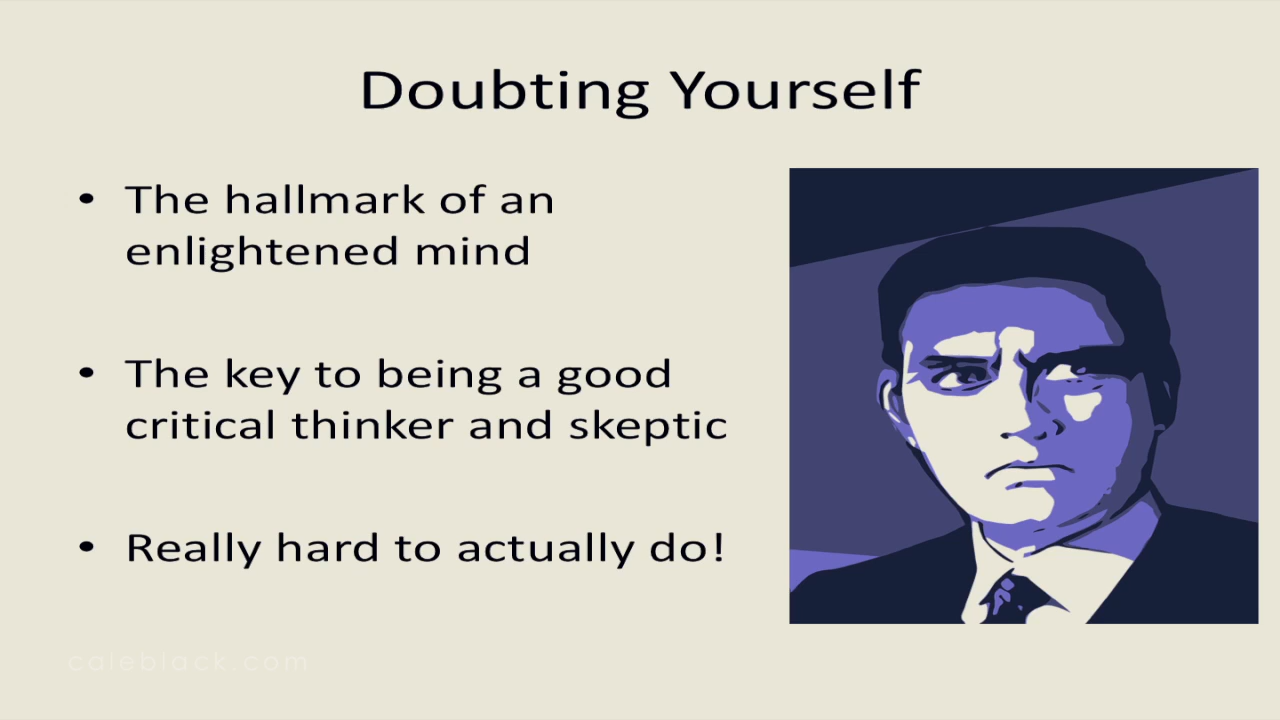 Doubting Yourself
• The hallmark of an
enlightened mind
• The key to being a good
critical thinker and skeptic
• Really hard to actually do!
caleblack.com